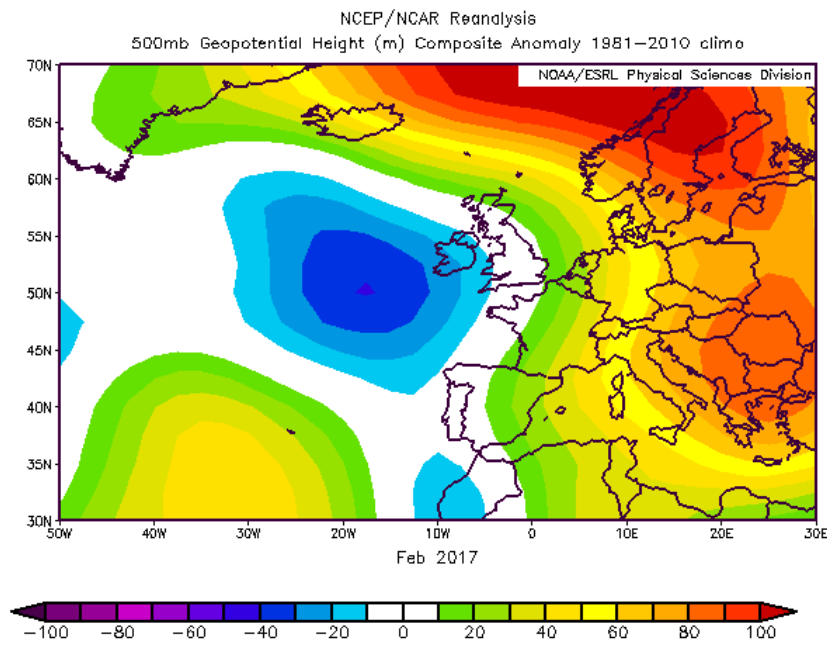 NCEP/NCAR Reanalysis
500mb Geopotential Height (m) Composite Anomaly 1981−2010 climo
NOAA/ESRL Physical Sciences Division
70N
65N
60N
55N
50N
45N
40N
35N
30N
50W 40W 30W 20W 10W 0 10E 20E 30E
Feb 2017
−100 −80 −60 −40 −20 0 20 40 60 80 100